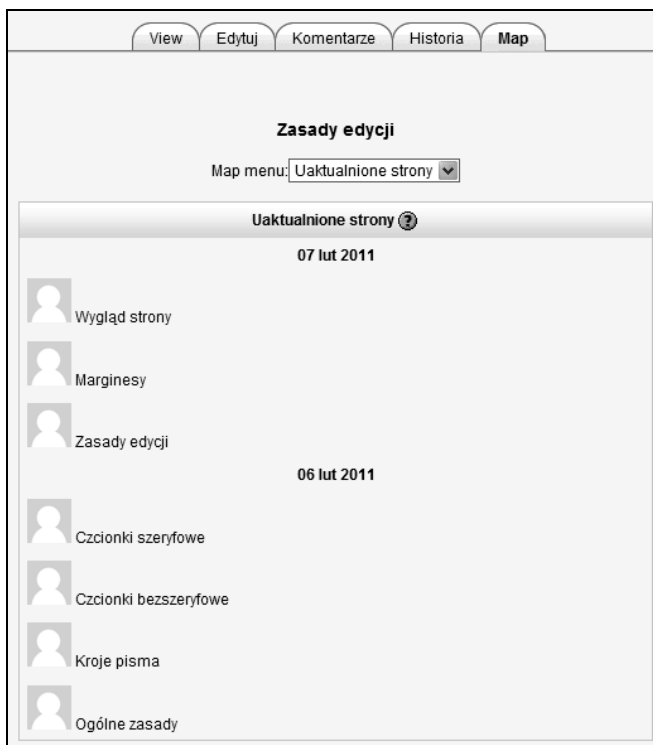 View Edytuj Komentarze Historia Map
Zasady edycji
Map menu: Uaktualnione strony
Uaktualnione strony ?
07 lut 2011
Wygląd strony
Marginesy
Zasady edycji
06 lut 2011
Czcionki szeryfowe
Czcionki bezszeryfowe
Kroje pisma
Ogólne zasady